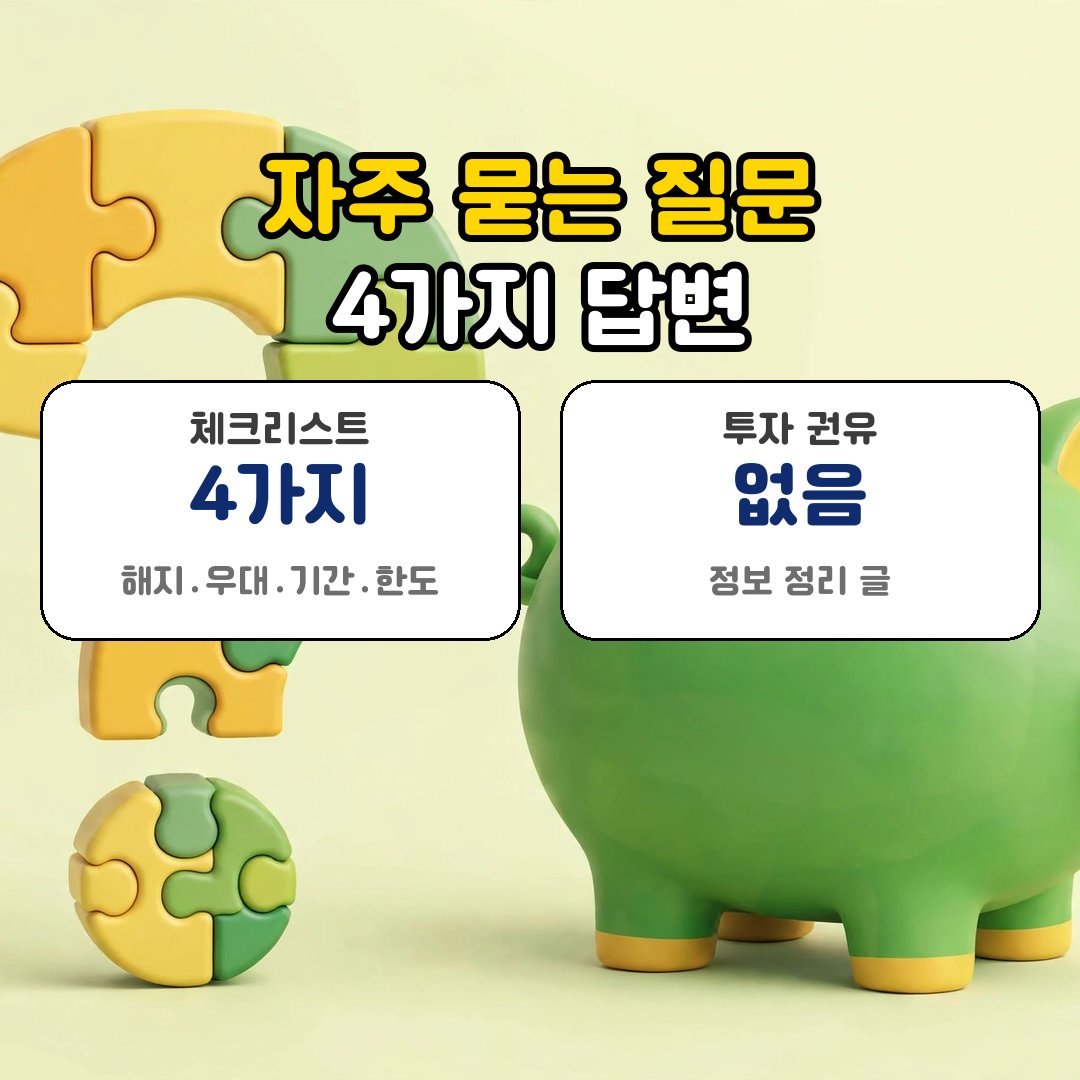 자주 묻는 질문
4가지 답변
체크리스트
4가지
해지.우대.기간.한도
투자 권유
없음
정보 정리 글